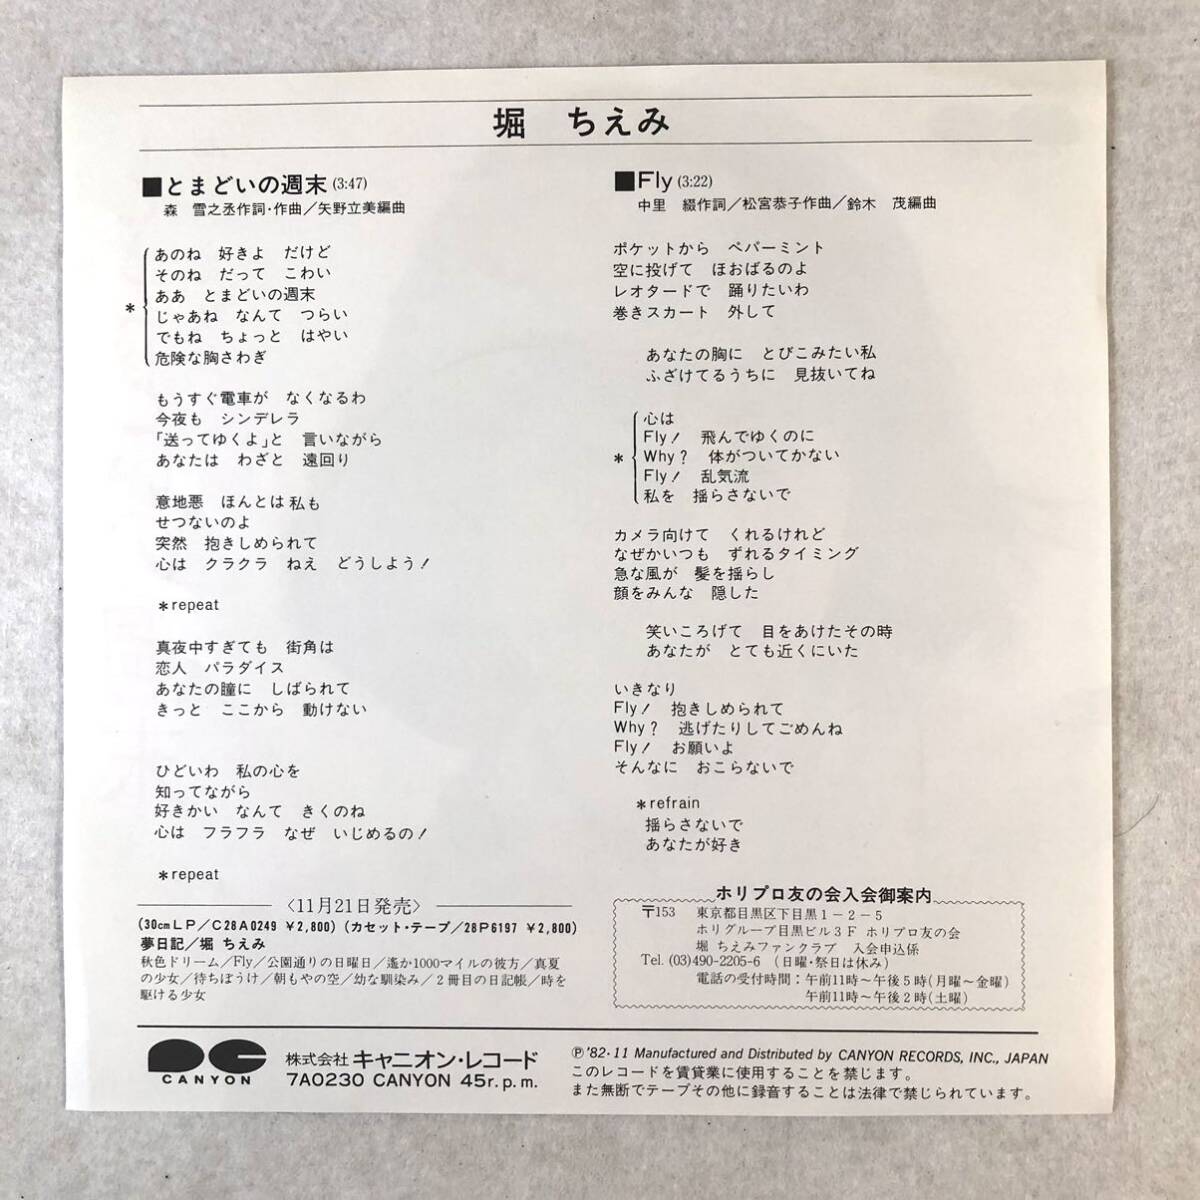 堀　ちえみ
■とまどいの週末(3:47)
森　雪之丞作詞・作曲／矢野立美編曲
あのね　好きよ　だけど
そのね　だって　こわい
ああ　とまどいの週末
＊
じゃあね　なんて　つらい
でもね　ちょっと　はやい
危険な胸さわぎ
もうすぐ電車が　なくなるわ
今夜も　シンデレラ
「送ってゆくよ」と　言いながら
あなたは　わざと　遠回り
意地悪　ほんとは私も
せつないのよ
突然　抱きしめられて
心は　クラクラ　ねえ　どうしよう！
＊repeat
真夜中すぎても　街角は
恋人　パラダイス
あなたの瞳に　しばられて
きっと　ここから　動けない
ひどいわ　私の心を
知ってながら
好きかい　なんて　きくのね
心は　フラフラ　なぜ　いじめるの！
＊repeat
〈11月21日発売〉
(30cmLP／C28A0249　¥2,800)(カセット・テープ／28P6197　¥2,800)
夢日記／堀 ちえみ
秋色ドリーム／Fly／公園通りの日曜日／遙か1000マイルの彼方／真夏
の少女／待ちぼうけ／朝もやの空／幼な馴染み／２冊目の日記帳／時を
駆ける少女
■Fly(3:22)
中里　綴作詞／松宮恭子作曲／鈴木　茂編曲
ポケットから　ペパーミント
空に投げて　ほおばるのよ
レオタードで　踊りたいわ
巻きスカート　外して
あなたの胸に　とびこみたい私
ふざけてるうちに　見抜いてね
心は
Fly！　飛んでゆくのに
＊
Why？　体がついてかない
Fly！　乱気流
私を　揺らさないで
カメラ向けて　くれるけれど
なぜかいつも　ずれるタイミング
急な風が　髪を揺らし
顔をみんな　隠した
笑いころげて　目をあけたその時
あなたが　とても近くにいた
いきなり
Fly！　抱きしめられて
Why？　逃げたりしてごめんね
Fly！　お願いよ
そんなに　おこらないで
＊refrain
揺らさないで
あなたが好き
ホリプロ友の会入会御案内
〒153　東京都目黒区下目黒１－２－５
ホリグループ目黒ビル３Ｆ ホリプロ友の会
堀 ちえみファンクラブ　入会申込係
Tel. (03)490-2205-6　(日曜・祭日は休み)
電話の受付時間：午前11時～午後５時(月曜～金曜)
午前11時～午後２時(土曜)
CANYON
株式会社 キャニオン・レコード
7A0230 CANYON 45r.p.m.
Ⓟ'82・11 Manufactured and Distributed by CANYON RECORDS, INC., JAPAN
このレコードを賃貸業に使用することを禁じます。
また無断でテープその他に録音することは法律で禁じられています。